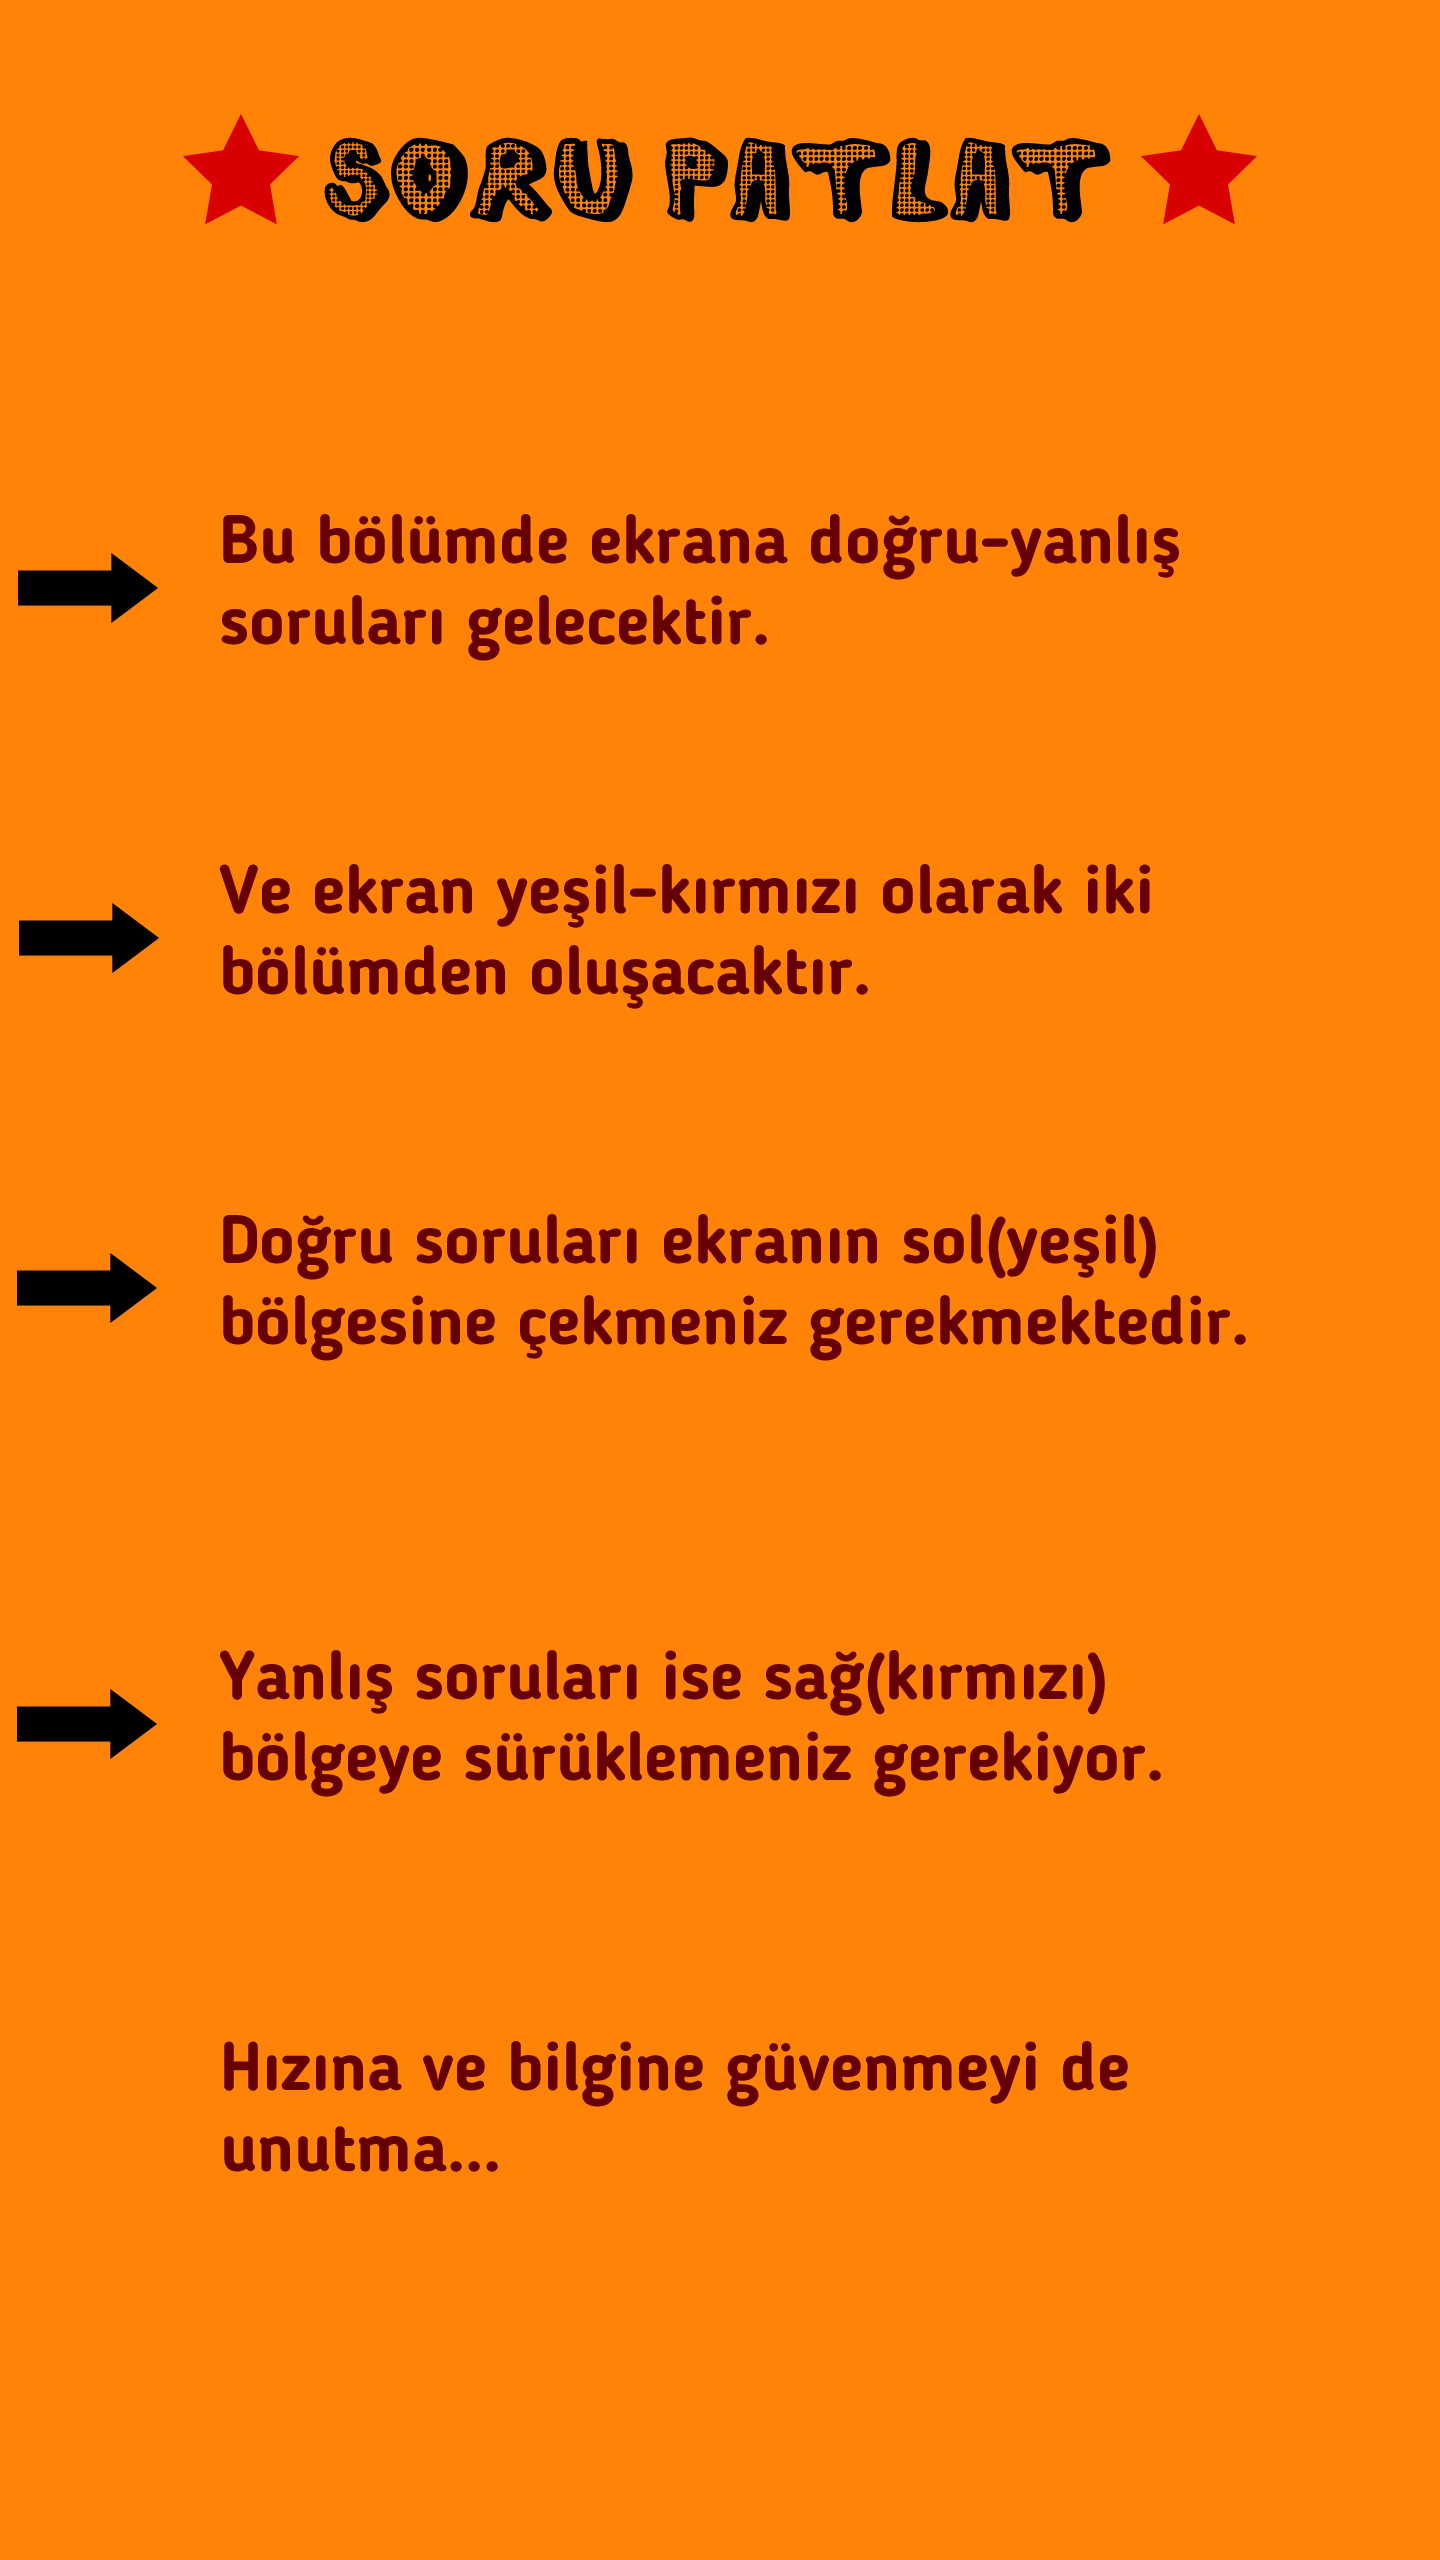 SORU PATLAT
Bu bölümde ekrana doğru-yanlış
soruları gelecektir.
Ve ekran yeşil-kırmızı olarak iki
bölümden oluşacaktır.
Doğru soruları ekranın sol(yeşil)
bölgesine çekmeniz gerekmektedir.
Yanlış soruları ise sağ(kırmızı)
bölgeye sürüklemeniz gerekiyor.
Hızına ve bilgine güvenmeyi de
unutma...